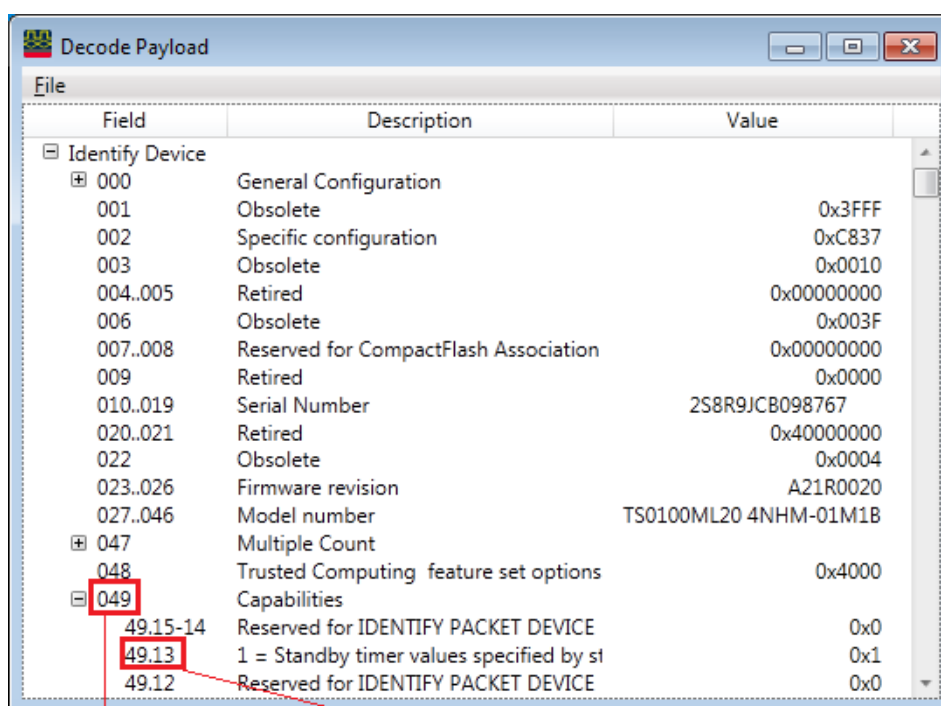 Decode Payload
File
Field Description Value
Identify Device
000 General Configuration
001 Obsolete 0x3FFF
002 Specific configuration 0xC837
003 Obsolete 0x0010
004..005 Retired 0x00000000
006 Obsolete 0x003F
007..008 Reserved for CompactFlash Association 0x00000000
009 Retired 0x0000
010..019 Serial Number 2S8R9JCB098767
020..021 Retired 0x40000000
022 Obsolete 0x0004
023..026 Firmware revision A21R0020
027..046 Model number TS0100ML20 4NHM-01M1B
047 Multiple Count
048 Trusted Computing feature set options 0x4000
049 Capabilities
49.15-14 Reserved for IDENTIFY PACKET DEVICE 0x0
49.13 1 = Standby timer values specified by st 0x1
49.12 Reserved for IDENTIFY PACKET DEVICE 0x0